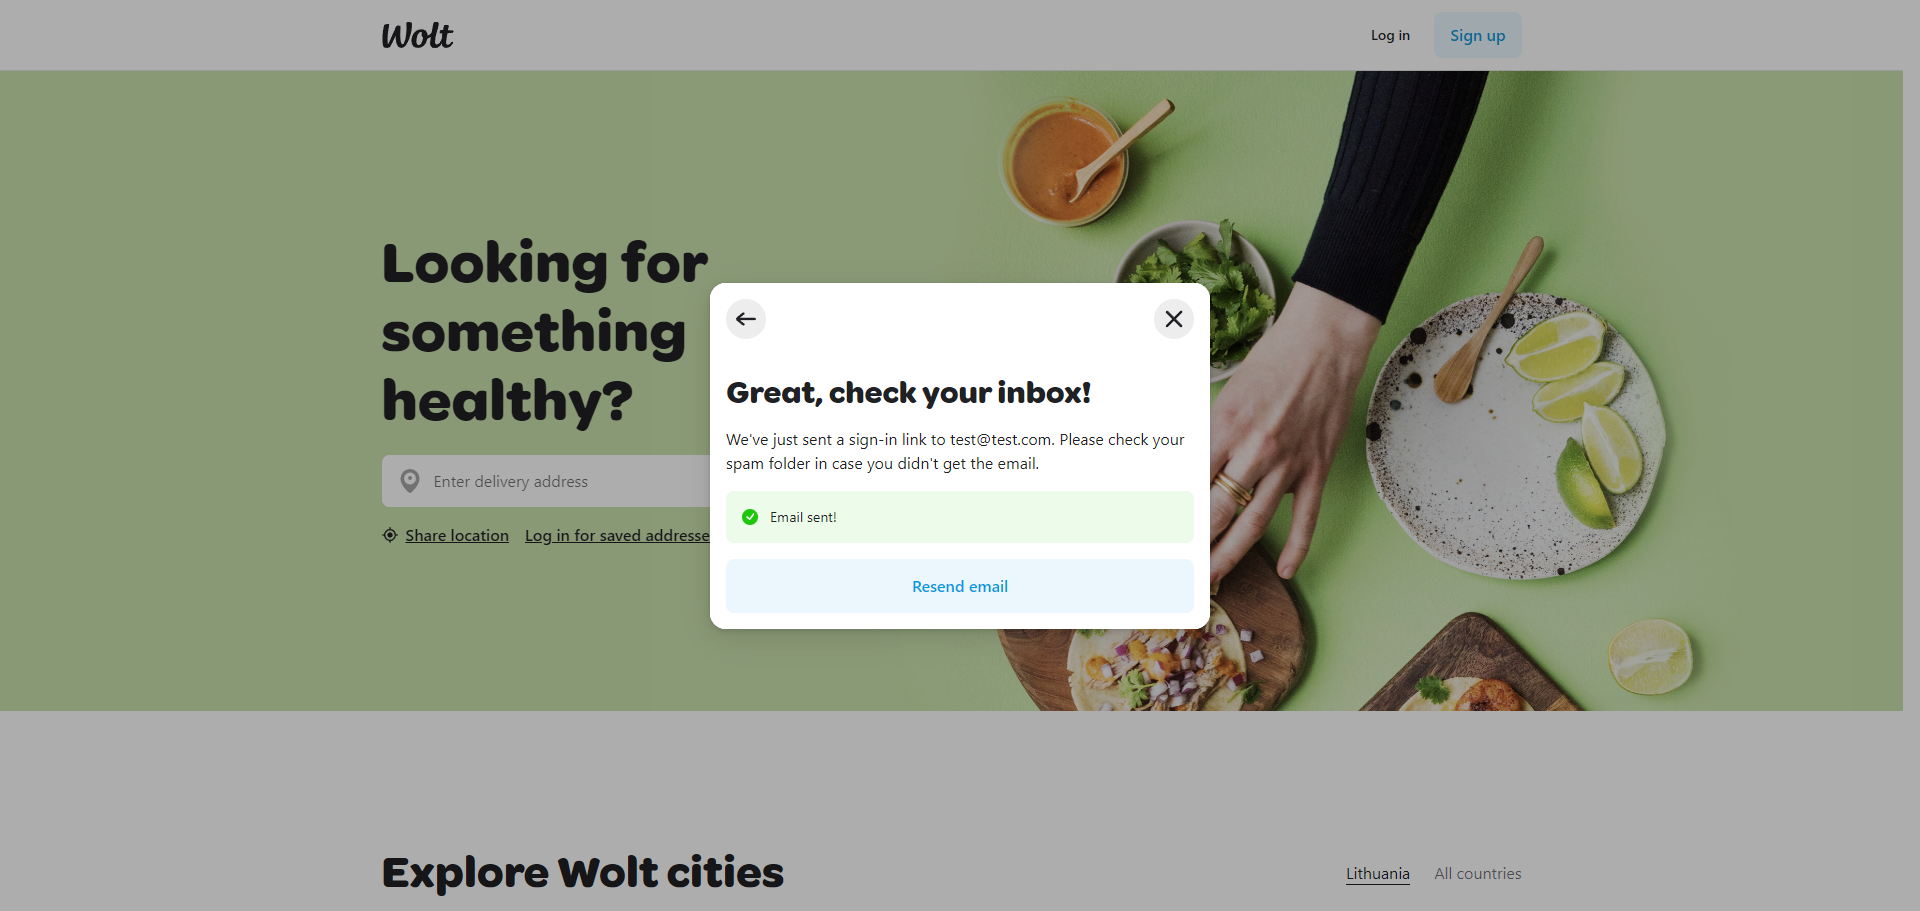 Wolt
Log in
Sign up
Looking for
something
healthy?
Enter delivery address
Share location
Log in for saved addresse
Great, check your inbox!
We've just sent a sign-in link to test@test.com. Please check your
spam folder in case you didn't get the email.
Email sent!
Resend email
Explore Wolt cities
Lithuania
All countries